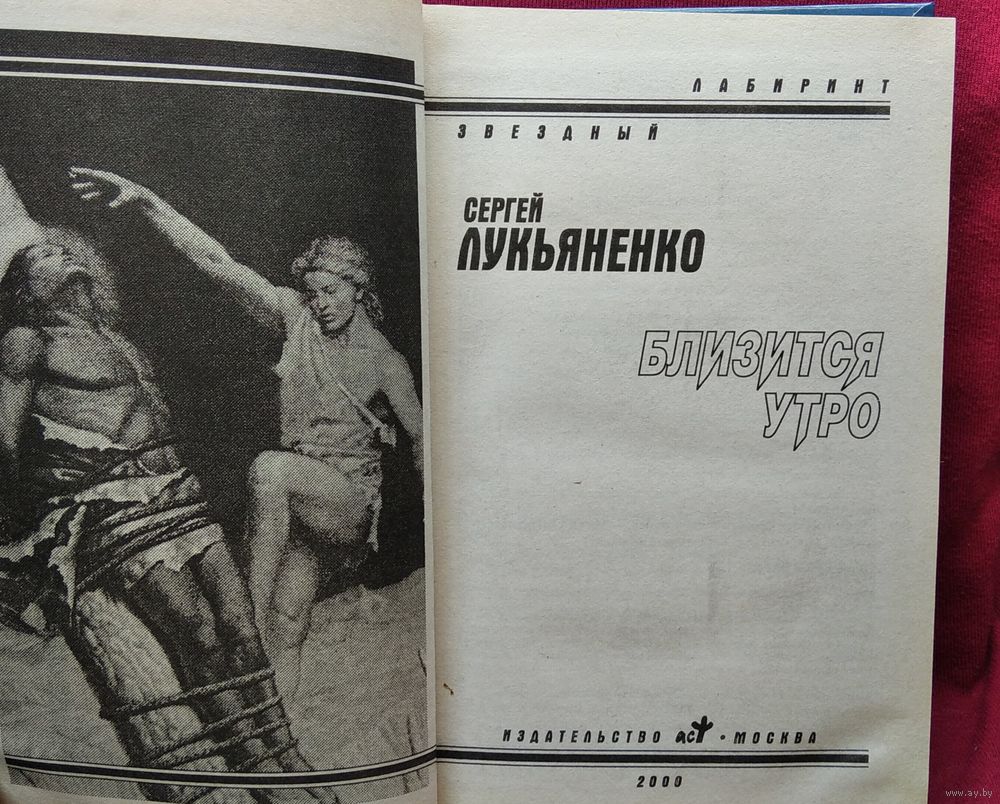 ЛАБИРИНТ
ЗВЕЗДНЫЙ
СЕРГЕЙ
ЛУКЬЯНЕНКО
БЛИЗИТСЯ
УТРО
ИЗДАТЕЛЬСТВО аст • МОСКВА
2000
www.ay.by